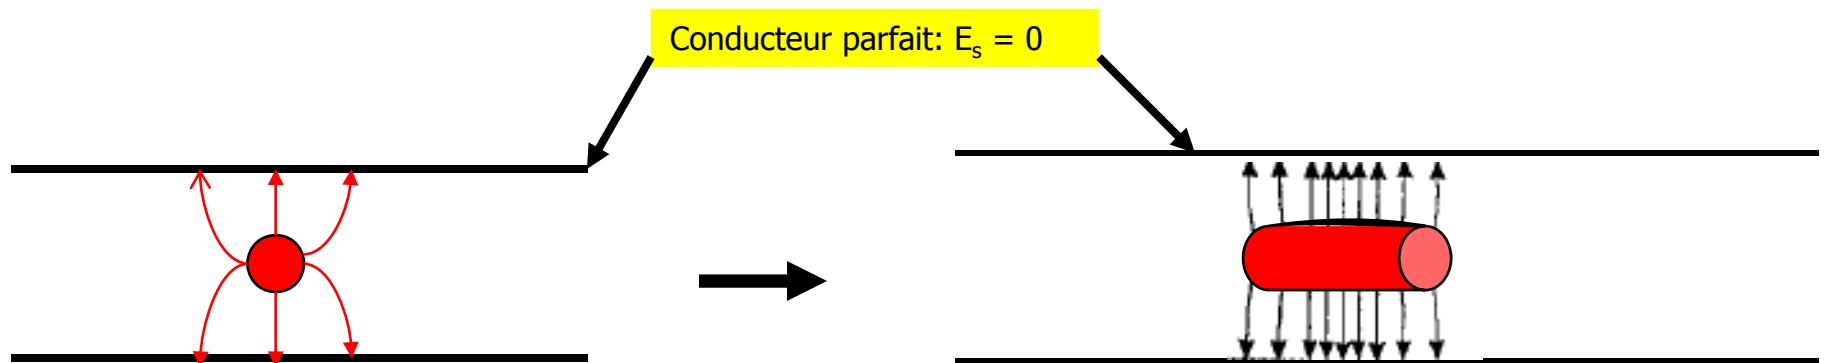 Conducteur parfait: Eₛ = 0